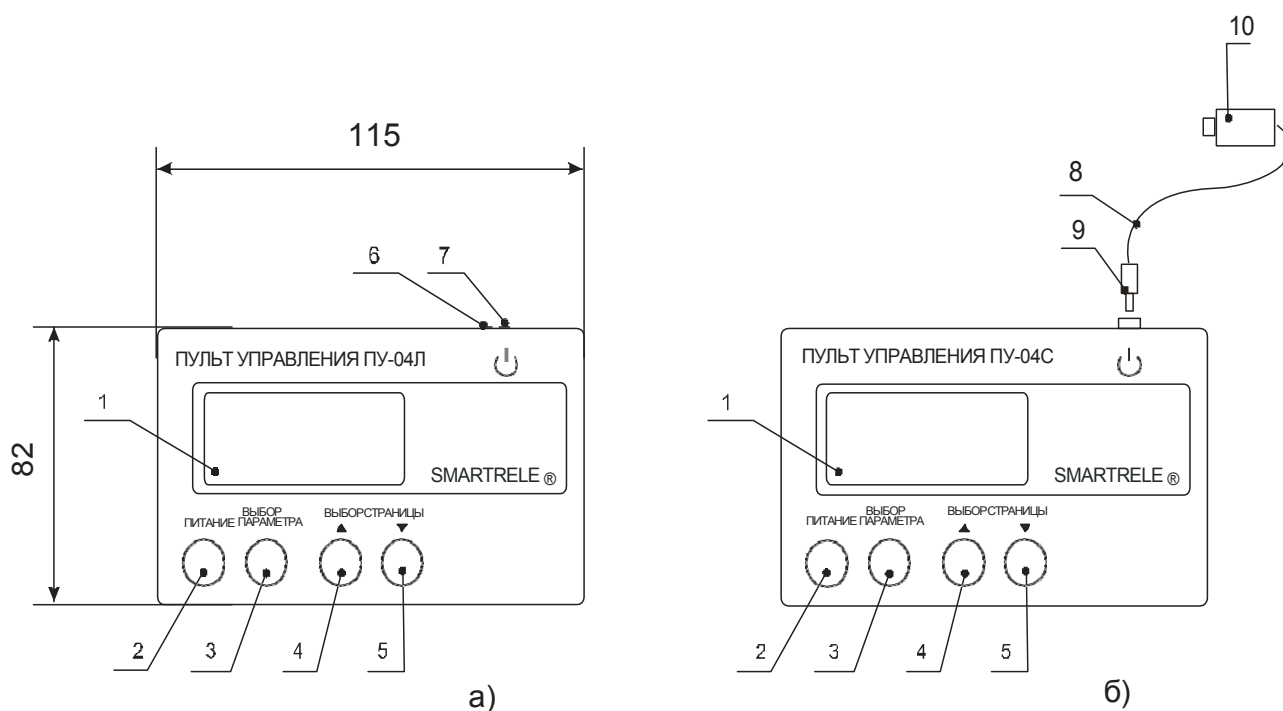 10
115
8
9
6
7
ПУЛЬТ УПРАВЛЕНИЯ ПУ-04Л
1
82
SMARTRELE ®
ПИТАНИЕ
ВЫБОР
ПАРАМЕТРА
ВЫБОРСТРАНИЦЫ
▲ ▼
2 3 4 5
а)
ПУЛЬТ УПРАВЛЕНИЯ ПУ-04С
1
SMARTRELE ®
ПИТАНИЕ
ВЫБОР
ПАРАМЕТРА
ВЫБОРСТРАНИЦЫ
▲ ▼
2 3 4 5
б)